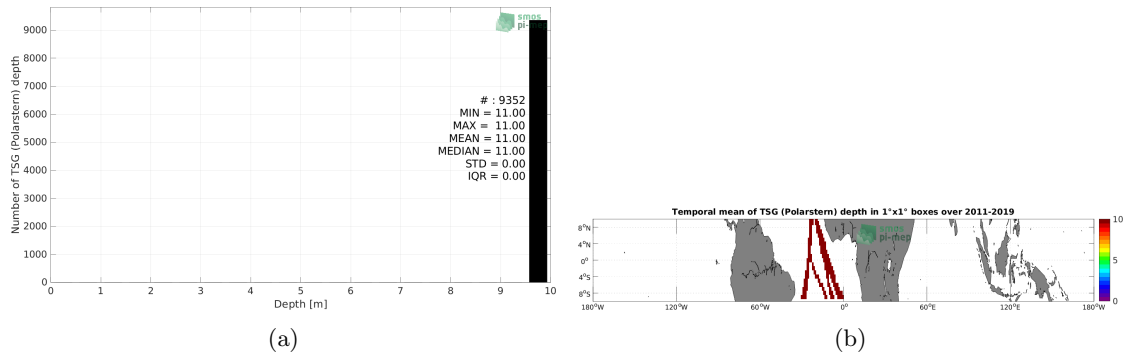 smos
pi-mep
9000
8000
7000
6000
5000
4000
3000
2000
1000
0
Number of TSG (Polarstern) depth
# : 9352
MIN = 11.00
MAX = 11.00
MEAN = 11.00
MEDIAN = 11.00
STD = 0.00
IQR = 0.00
0 1 2 3 4 5 6 7 8 9 10
Depth [m]
(a)
Temporal mean of TSG (Polarstern) depth in 1°x1° boxes over 2011-2019
smos
pi-mep
8°N
4°N
0°
4°S
8°S
180°W 120°W 60°W 0° 60°E 120°E 180°E
10
5
0
(b)